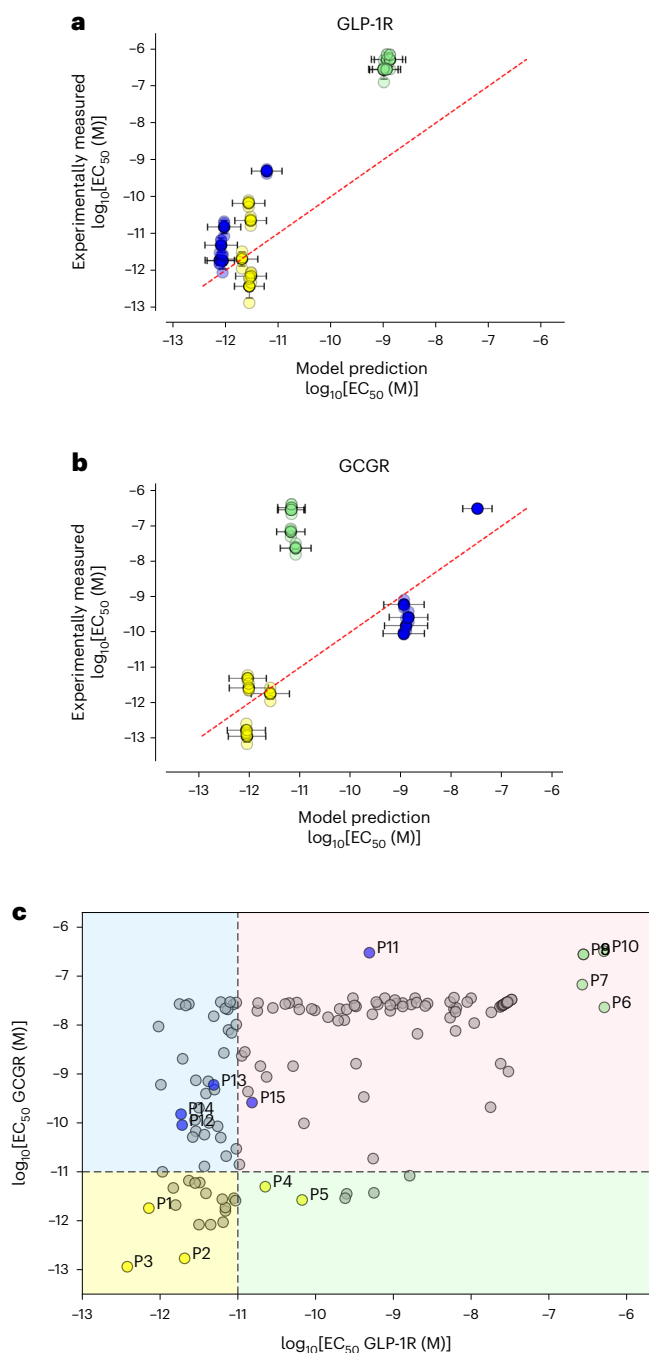 a
GLP-1R
Experimentally measured
log10[EC50 (M)]
−6
−7
−8
−9
−10
−11
−12
−13
−13
−12
−11
−10
−9
−8
−7
−6
Model prediction
log10[EC50 (M)]
b
GCGR
Experimentally measured
log10[EC50 (M)]
−6
−7
−8
−9
−10
−11
−12
−13
−13
−12
−11
−10
−9
−8
−7
−6
Model prediction
log10[EC50 (M)]
c
log10[EC50 GCGR (M)]
−6
−7
−8
−9
−10
−11
−12
−13
P11
P8
P10
P7
P6
P13
P15
P14
P12
P4
P5
P1
P2
P3
−13
−12
−11
−10
−9
−8
−7
−6
log10[EC50 GLP-1R (M)]